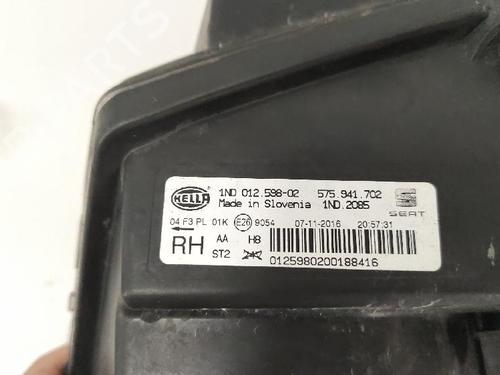 HELLA
1ND 012.598-02 575.941.702
Made in Slovenia 1ND.2085
SEAT
04 F3 PL 01K E26 9054 07-11-2016 20:57:31
RH AA H8
ST2 0125980200188416